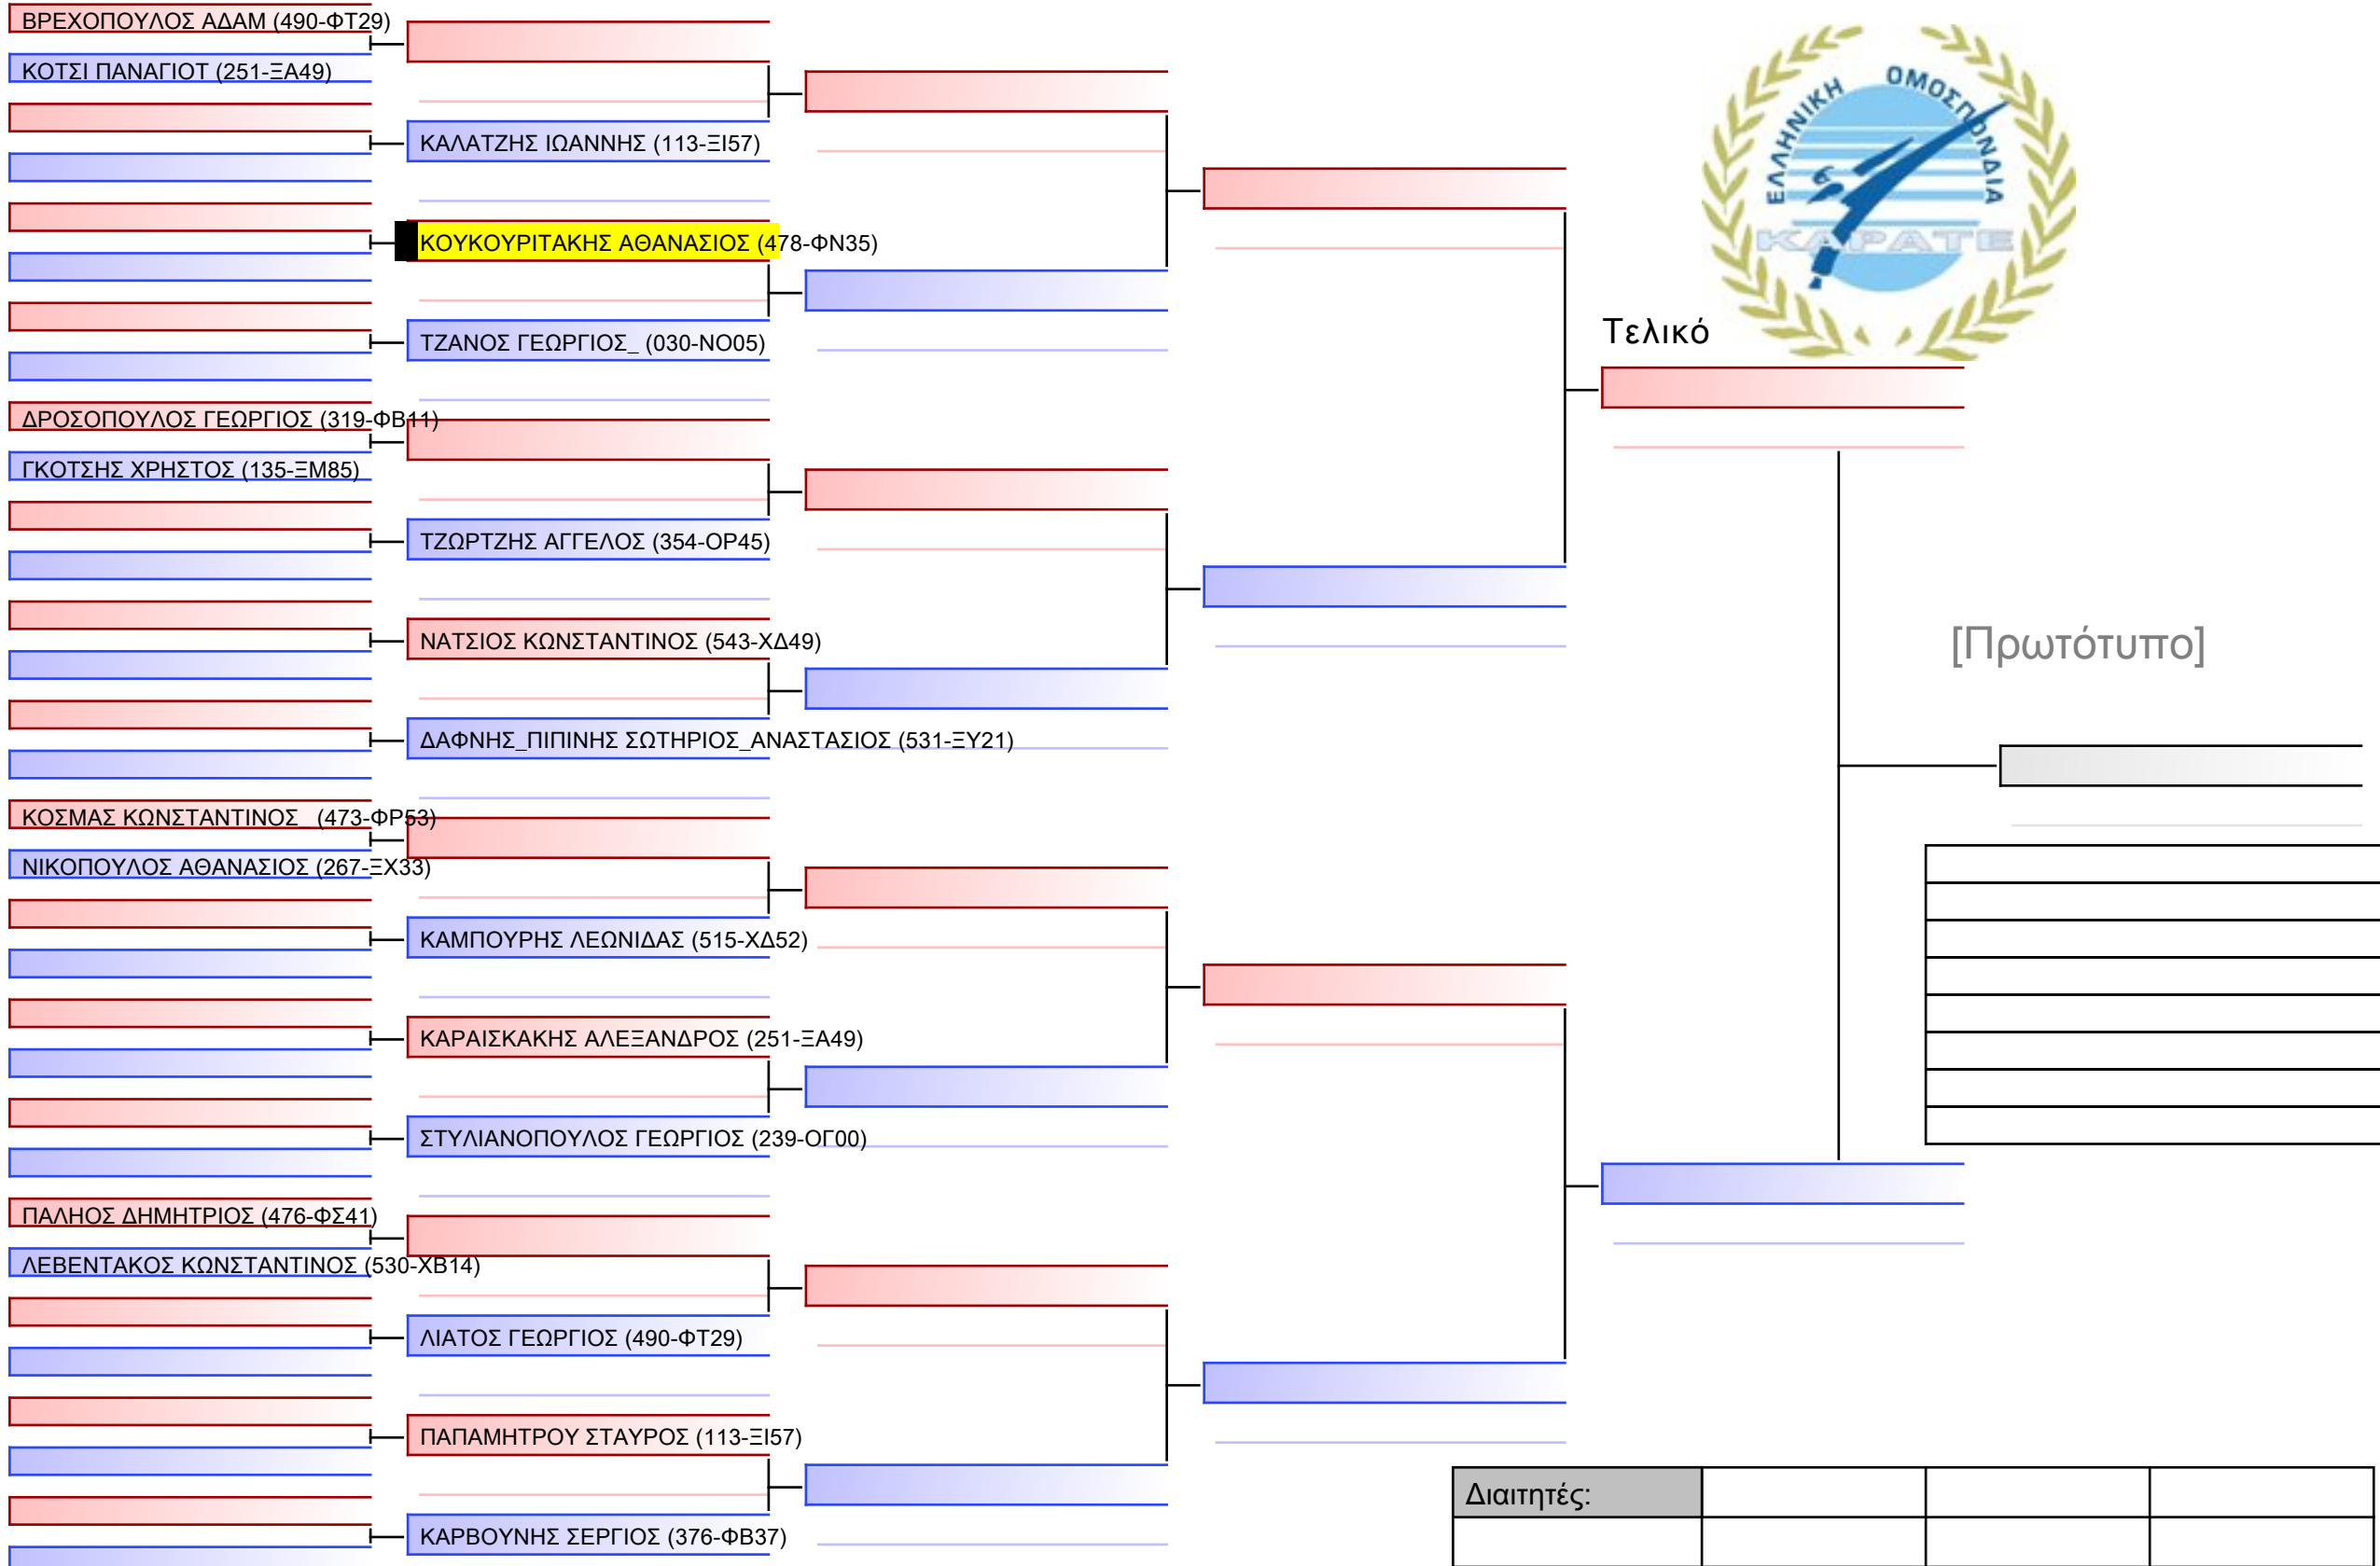 ΒΡΕΧΟΠΟΥΛΟΣ ΑΔΑΜ (490-ΦΤ29)
ΚΟΤΣΙ ΠΑΝΑΓΙΟΤ (251-ΞΑ49)
ΚΑΛΑΤΖΗΣ ΙΩΑΝΝΗΣ (113-ΞΙ57)
ΚΟΥΚΟΥΡΙΤΑΚΗΣ ΑΘΑΝΑΣΙΟΣ (478-ΦΝ35)
ΤΖΑΝΟΣ ΓΕΩΡΓΙΟΣ_ (030-ΝΟ05)
ΔΡΟΣΟΠΟΥΛΟΣ ΓΕΩΡΓΙΟΣ (319-ΦΒ11)
ΓΚΟΤΣΗΣ ΧΡΗΣΤΟΣ (135-ΞΜ85)
ΤΖΩΡΤΖΗΣ ΑΓΓΕΛΟΣ (354-ΟΡ45)
ΝΑΤΣΙΟΣ ΚΩΝΣΤΑΝΤΙΝΟΣ (543-ΧΔ49)
ΔΑΦΝΗΣ_ΠΙΠΙΝΗΣ ΣΩΤΗΡΙΟΣ_ΑΝΑΣΤΑΣΙΟΣ (531-ΞΥ21)
ΚΟΣΜΑΣ ΚΩΝΣΤΑΝΤΙΝΟΣ_ (473-ΦΡ53)
ΝΙΚΟΠΟΥΛΟΣ ΑΘΑΝΑΣΙΟΣ (267-ΞΧ33)
ΚΑΜΠΟΥΡΗΣ ΛΕΩΝΙΔΑΣ (515-ΧΔ52)
ΚΑΡΑΙΣΚΑΚΗΣ ΑΛΕΞΑΝΔΡΟΣ (251-ΞΑ49)
ΣΤΥΛΙΑΝΟΠΟΥΛΟΣ ΓΕΩΡΓΙΟΣ (239-ΟΓ00)
ΠΑΛΗΟΣ ΔΗΜΗΤΡΙΟΣ (476-ΦΣ41)
ΛΕΒΕΝΤΑΚΟΣ ΚΩΝΣΤΑΝΤΙΝΟΣ (530-ΧΒ14)
ΛΙΑΤΟΣ ΓΕΩΡΓΙΟΣ (490-ΦΤ29)
ΠΑΠΑΜΗΤΡΟΥ ΣΤΑΥΡΟΣ (113-ΞΙ57)
ΚΑΡΒΟΥΝΗΣ ΣΕΡΓΙΟΣ (376-ΦΒ37)
ΕΛΛΗΝΙΚΗ ΟΜΟΣΠΟΝΔΙΑ
ΚΑΡΑΤΕ
Τελικό
[Πρωτότυπο]
Διαιτητές: